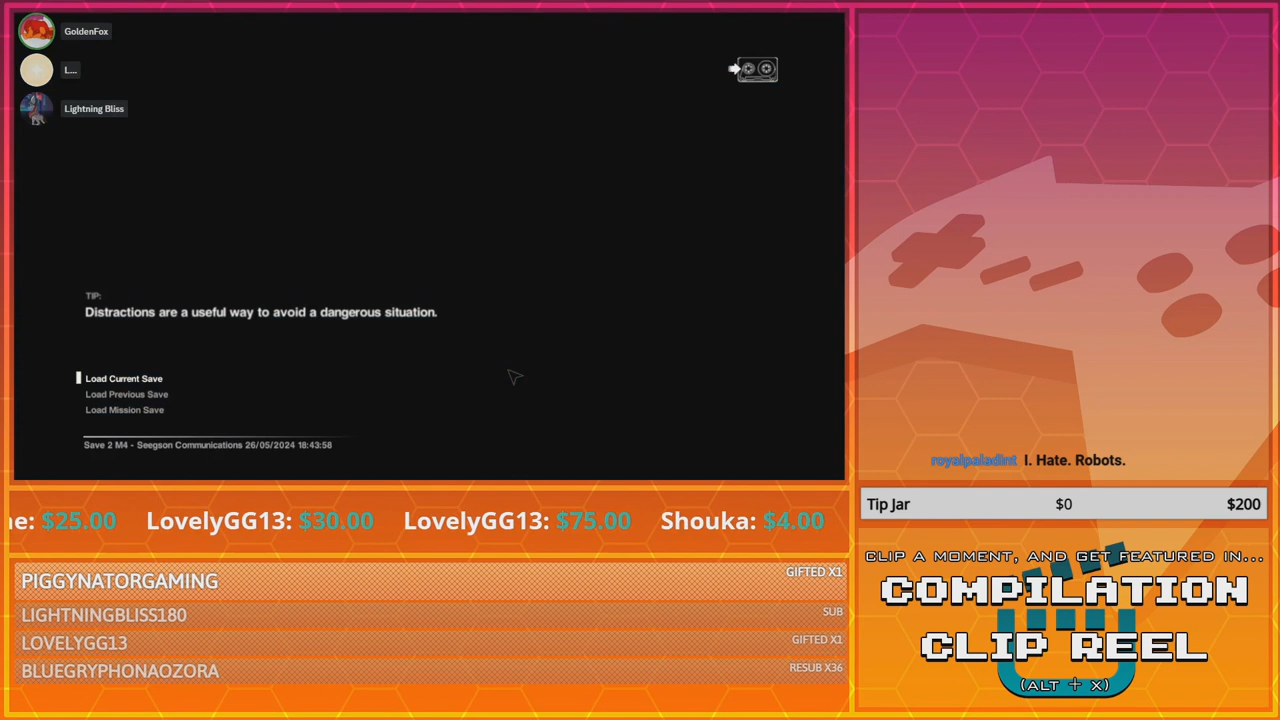 GoldenFox
L...
Lightning Bliss
TIP:
Distractions are a useful way to avoid a dangerous situation.
Load Current Save
Load Previous Save
Load Mission Save
Save 2 M4 - Seegson Communications 26/05/2024 18:43:58
royalpaladint I. Hate. Robots.
Tip Jar $0 $200
ne: $25.00 LovelyGG13: $30.00 LovelyGG13: $75.00 Shouka: $4.00
PIGGYNATORGAMING GIFTED X1
LIGHTNINGBLISS180 SUB
LOVELYGG13 GIFTED X1
BLUEGRYPHONAOZORA RESUB X36
CLIP A MOMENT, AND GET FEATURED IN...
COMPILATION
CLIP REEL
(ALT + X)